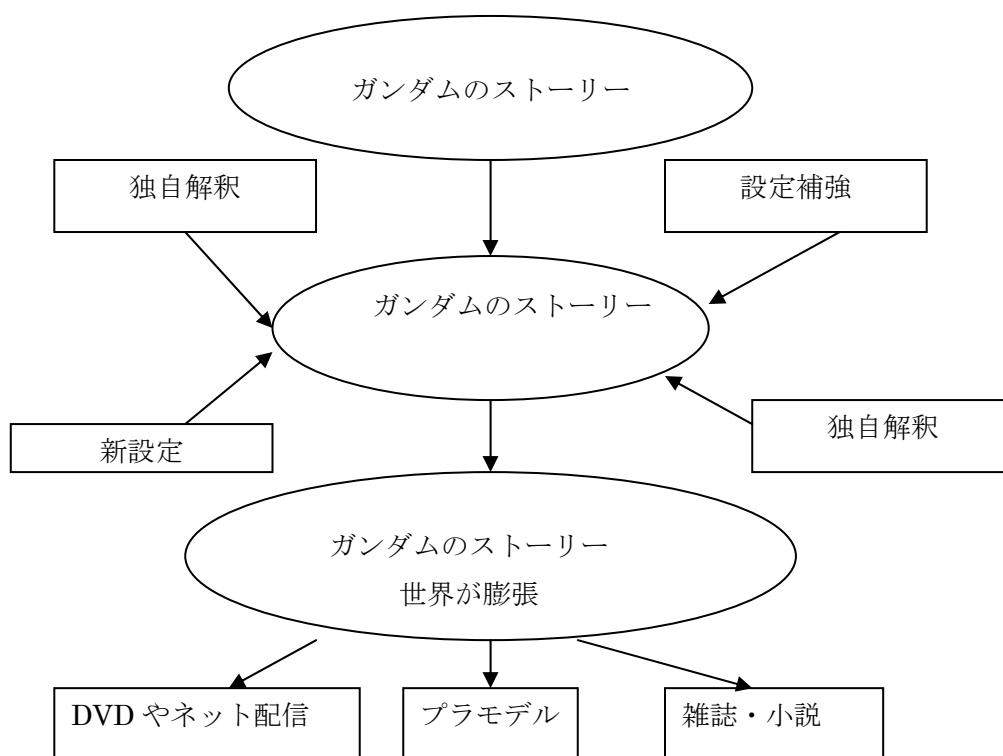 ガンダムのストーリー
独自解釈
設定補強
ガンダムのストーリー
新設定
独自解釈
ガンダムのストーリー
世界が膨張
DVD やネット配信
プラモデル
雑誌・小説